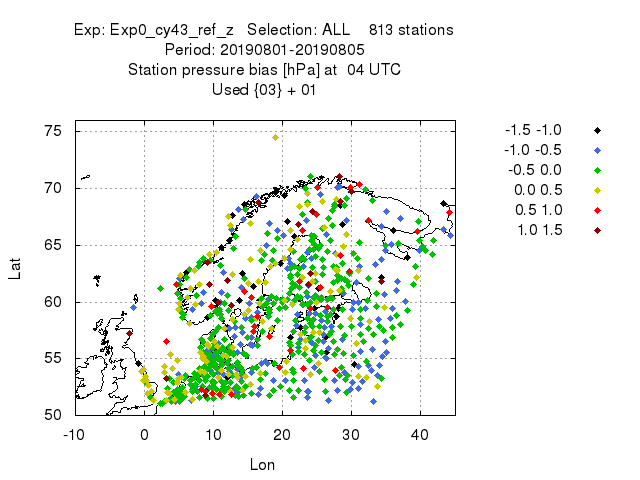 Exp: Exp0_cy43_ref_z Selection: ALL 813 stations
Period: 20190801-20190805
Station pressure bias [hPa] at 04 UTC
Used {03} + 01
-1.5 -1.0
-1.0 -0.5
-0.5 0.0
0.0 0.5
0.5 1.0
1.0 1.5
75
70
65
60
55
50
Lat
-10 0 10 20 30 40
Lon